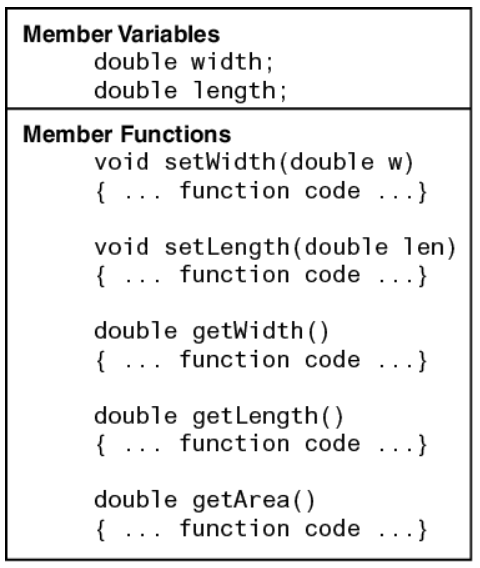 Member Variables
double width;
double length;
Member Functions
void setWidth(double w)
{ ... function code ...}
void setLength(double len)
{ ... function code ...}
double getWidth()
{ ... function code ...}
double getLength()
{ ... function code ...}
double getArea()
{ ... function code ...}